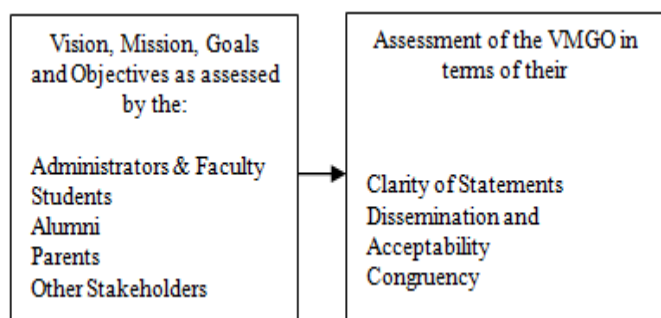 Vision, Mission, Goals
and Objectives as assessed
by the:
Administrators & Faculty
Students
Alumni
Parents
Other Stakeholders
Assessment of the VMGO in
terms of their
Clarity of Statements
Dissemination and
Acceptability
Congruency